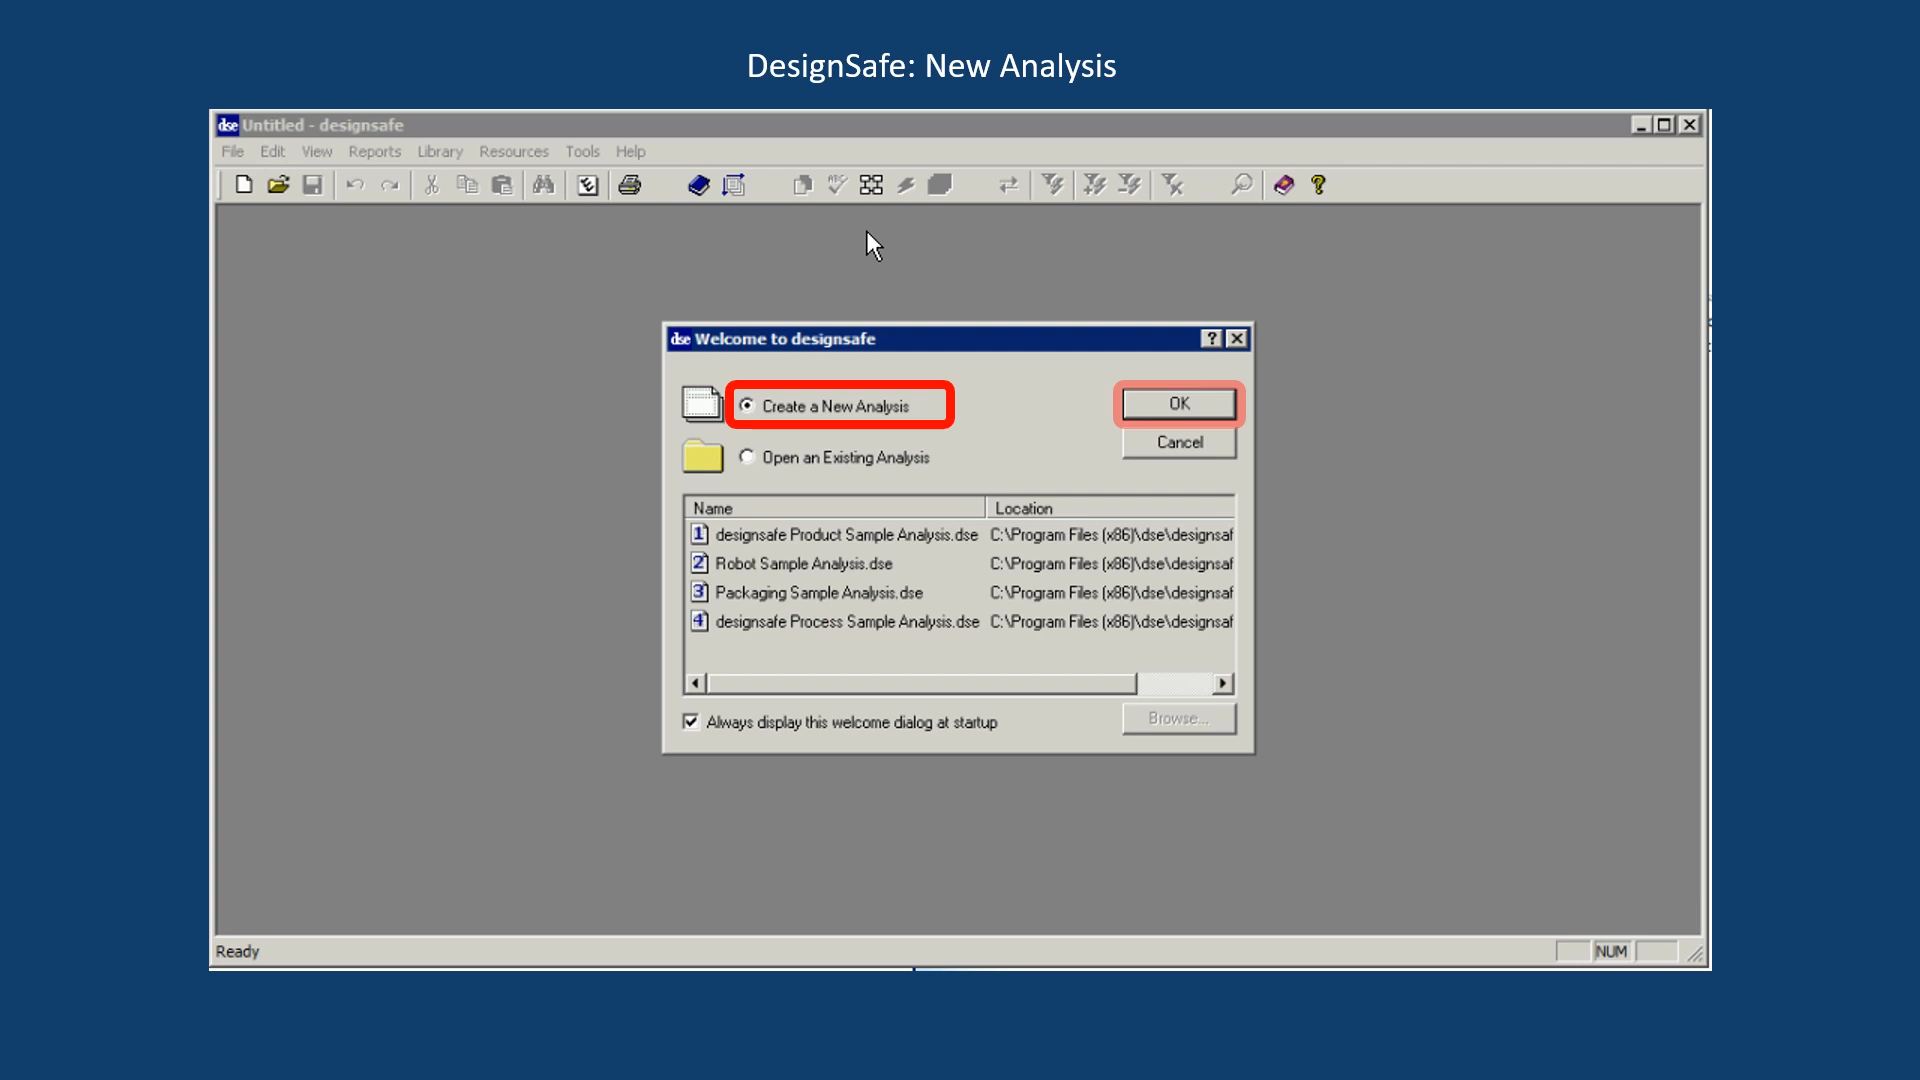 DesignSafe: New Analysis
dse Untitled - designsafe
File Edit View Reports Library Resources Tools Help
dse Welcome to designsafe
Create a New Analysis
OK
Cancel
Open an Existing Analysis
Name Location
1 designsafe Product Sample Analysis.dse C:\Program Files (x86)\dse\designsaf
2 Robot Sample Analysis.dse C:\Program Files (x86)\dse\designsaf
3 Packaging Sample Analysis.dse C:\Program Files (x86)\dse\designsaf
4 designsafe Process Sample Analysis.dse C:\Program Files (x86)\dse\designsaf
Always display this welcome dialog at startup
Browse...
Ready
NUM